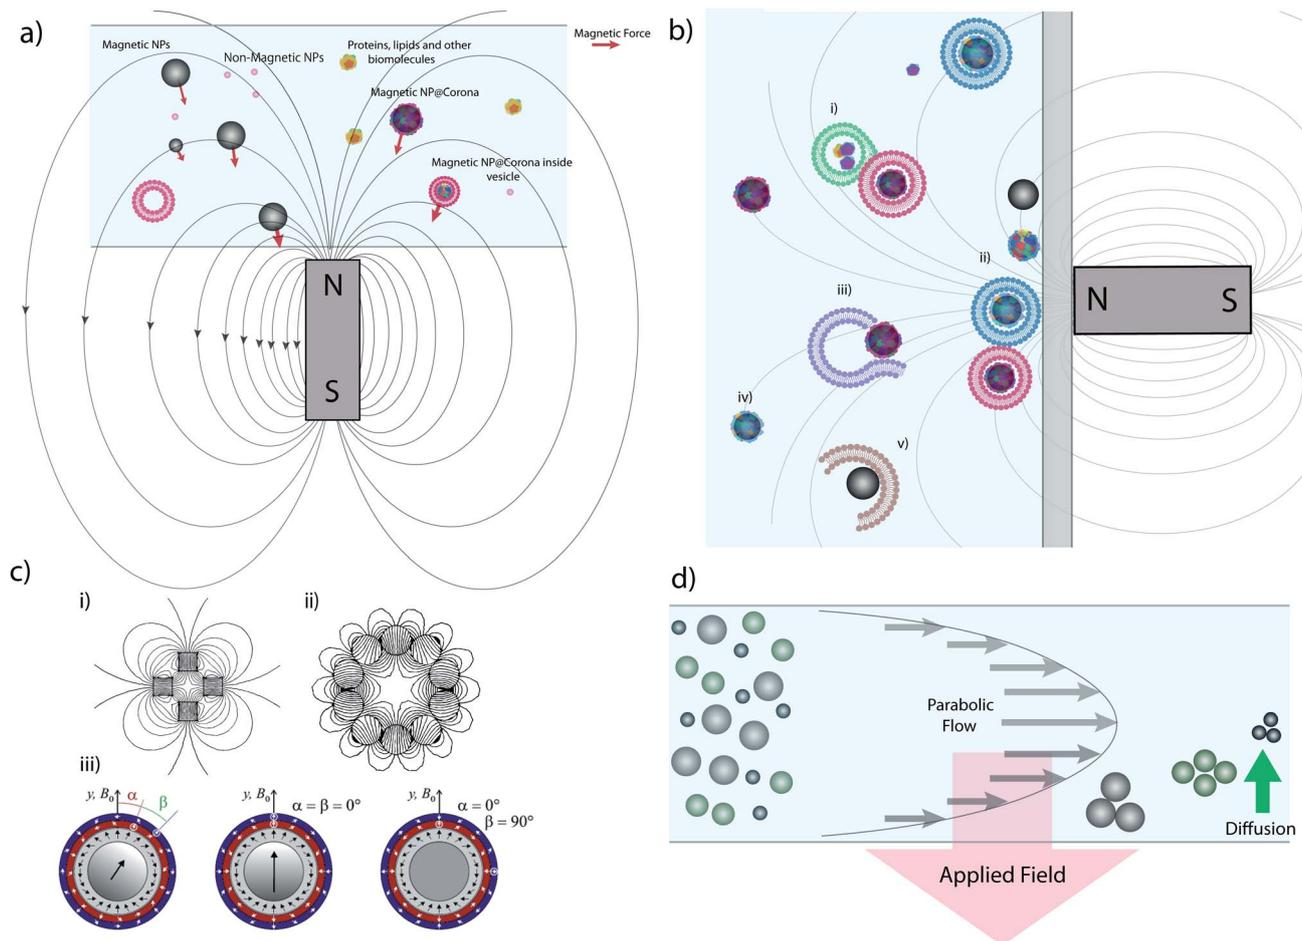 a)
Magnetic NPs
Non-Magnetic NPs
Proteins, lipids and other
biomolecules
Magnetic NP@Corona
Magnetic NP@Corona inside
vesicle
Magnetic Force
N
S
b)
i)
ii)
iii)
iv)
v)
N S
c)
i)
ii)
iii)
y, B₀ α β
y, B₀ α = β = 0°
y, B₀ α = 0°
β = 90°
d)
Parabolic
Flow
Applied Field
Diffusion